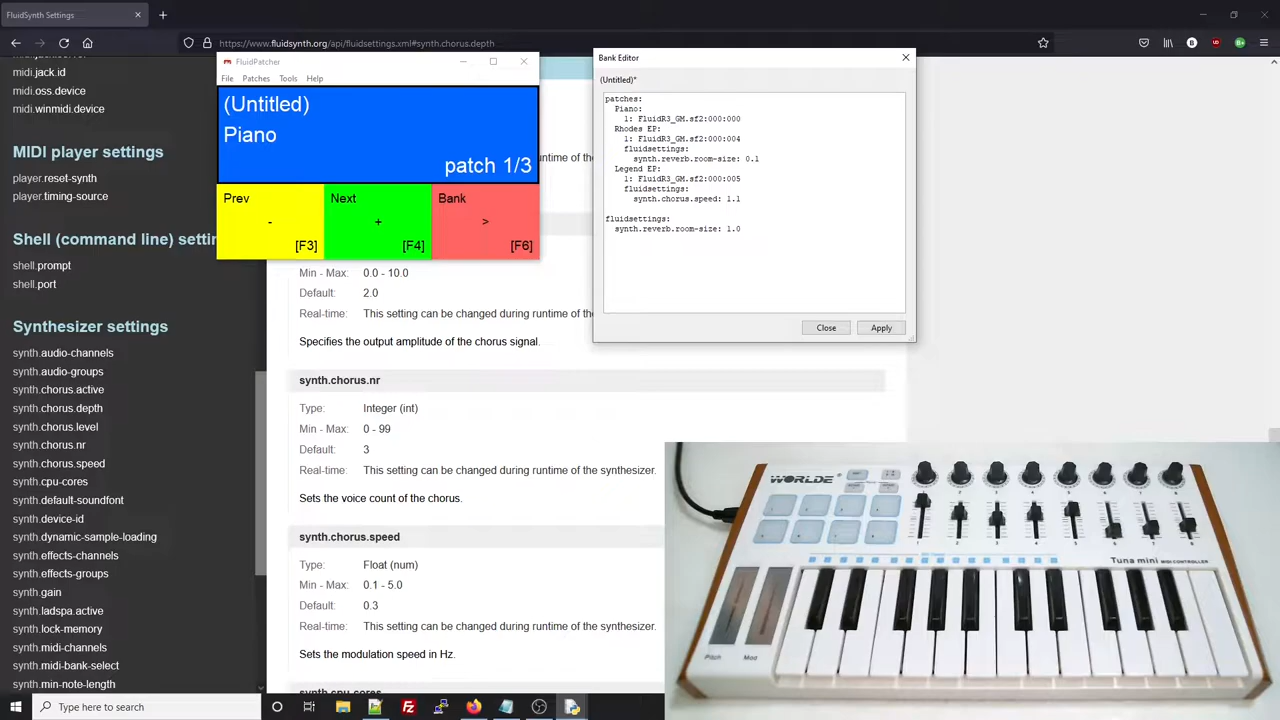 FluidSynth Settings
https://www.fluidsynth.org/api/fluidsettings.xml#synth.chorus.depth
midi.jack.id
midi.oss.device
midi.winmidi.device
MIDI player settings
player.reset-synth
player.timing-source
Shell (command line) settin
shell.prompt
shell.port
Synthesizer settings
synth.audio-channels
synth.audio-groups
synth.chorus.active
synth.chorus.depth
synth.chorus.level
synth.chorus.nr
synth.chorus.speed
synth.cpu-cores
synth.default-soundfont
synth.device-id
synth.dynamic-sample-loading
synth.effects-channels
synth.effects-groups
synth.gain
synth.ladspa.active
synth.lock-memory
synth.midi-channels
synth.midi-bank-select
synth.min-note-length
FluidPatcher
File Patches Tools Help
(Untitled)
Piano
patch 1/3
Prev Next Bank
- + >
[F3] [F4] [F6]
ntime of the synthesizer.
Min - Max: 0.0 - 10.0
Default: 2.0
Real-time: This setting can be changed during runtime of the
Specifies the output amplitude of the chorus signal.
synth.chorus.nr
Type: Integer (int)
Min - Max: 0 - 99
Default: 3
Real-time: This setting can be changed during runtime of the synthesizer.
Sets the voice count of the chorus.
synth.chorus.speed
Type: Float (num)
Min - Max: 0.1 - 5.0
Default: 0.3
Real-time: This setting can be changed during runtime of the synthesizer.
Sets the modulation speed in Hz.
synth.cpu-cores
Bank Editor
(Untitled)*
patches:
Piano:
1: FluidR3_GM.sf2:000:000
Rhodes EP:
1: FluidR3_GM.sf2:000:004
fluidsettings:
synth.reverb.room-size: 0.1
Legend EP:
1: FluidR3_GM.sf2:000:005
fluidsettings:
synth.chorus.speed: 1.1
fluidsettings:
synth.reverb.room-size: 1.0
Close Apply
WORLDE
Tuna mini MIDI CONTROLLER
Pitch Mod
Type here to search